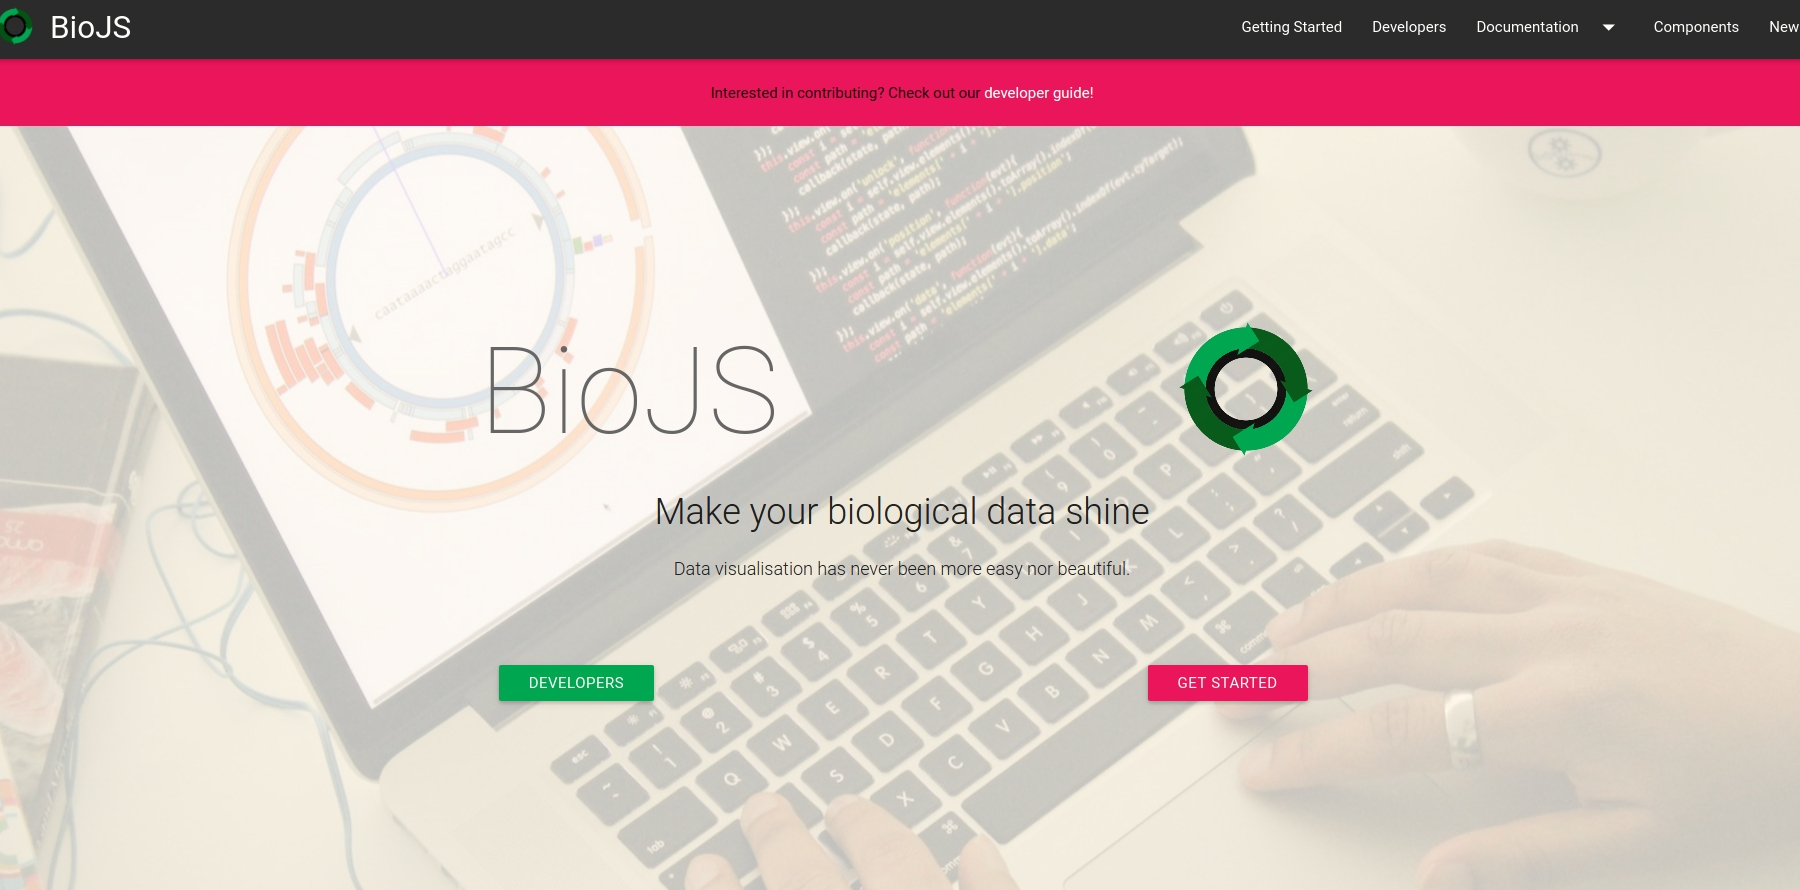 BioJS
Getting Started
Developers
Documentation
Components
New
Interested in contributing? Check out our developer guide!
caataaaactaggaatagcc
BioJS
Make your biological data shine
Data visualisation has never been more easy nor beautiful.
DEVELOPERS
GET STARTED